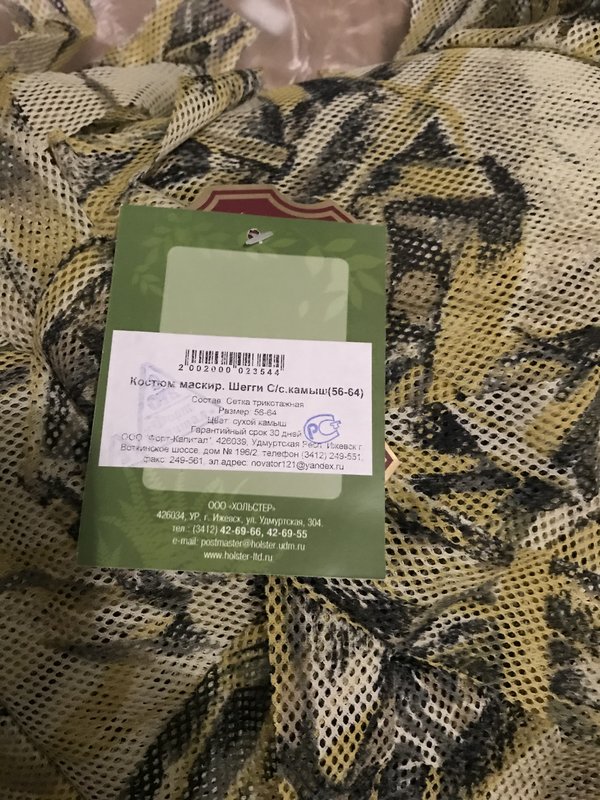 2 002000 023544
Костюм маскир. Шегги С/с.камыш(56-64)
Состав: Сетка трикотажная
Размер: 56-64
Цвет: сухой камыш
Гарантийный срок 30 дней
ООО "Форт-Капитал", 426039, Удмуртская Респ, Ижевск г
Воткинское шоссе, дом № 196/2, телефон (3412) 249-551,
факс: 249-561, эл.адрес: novator121@yandex.ru
ООО «ХОЛЬСТЕР»
426034, УР, г. Ижевск, ул. Удмуртская, 304.
тел.: (3412) 42-69-66, 42-69-55
e-mail: postmaster@holster.udm.ru
www.holster-ltd.ru